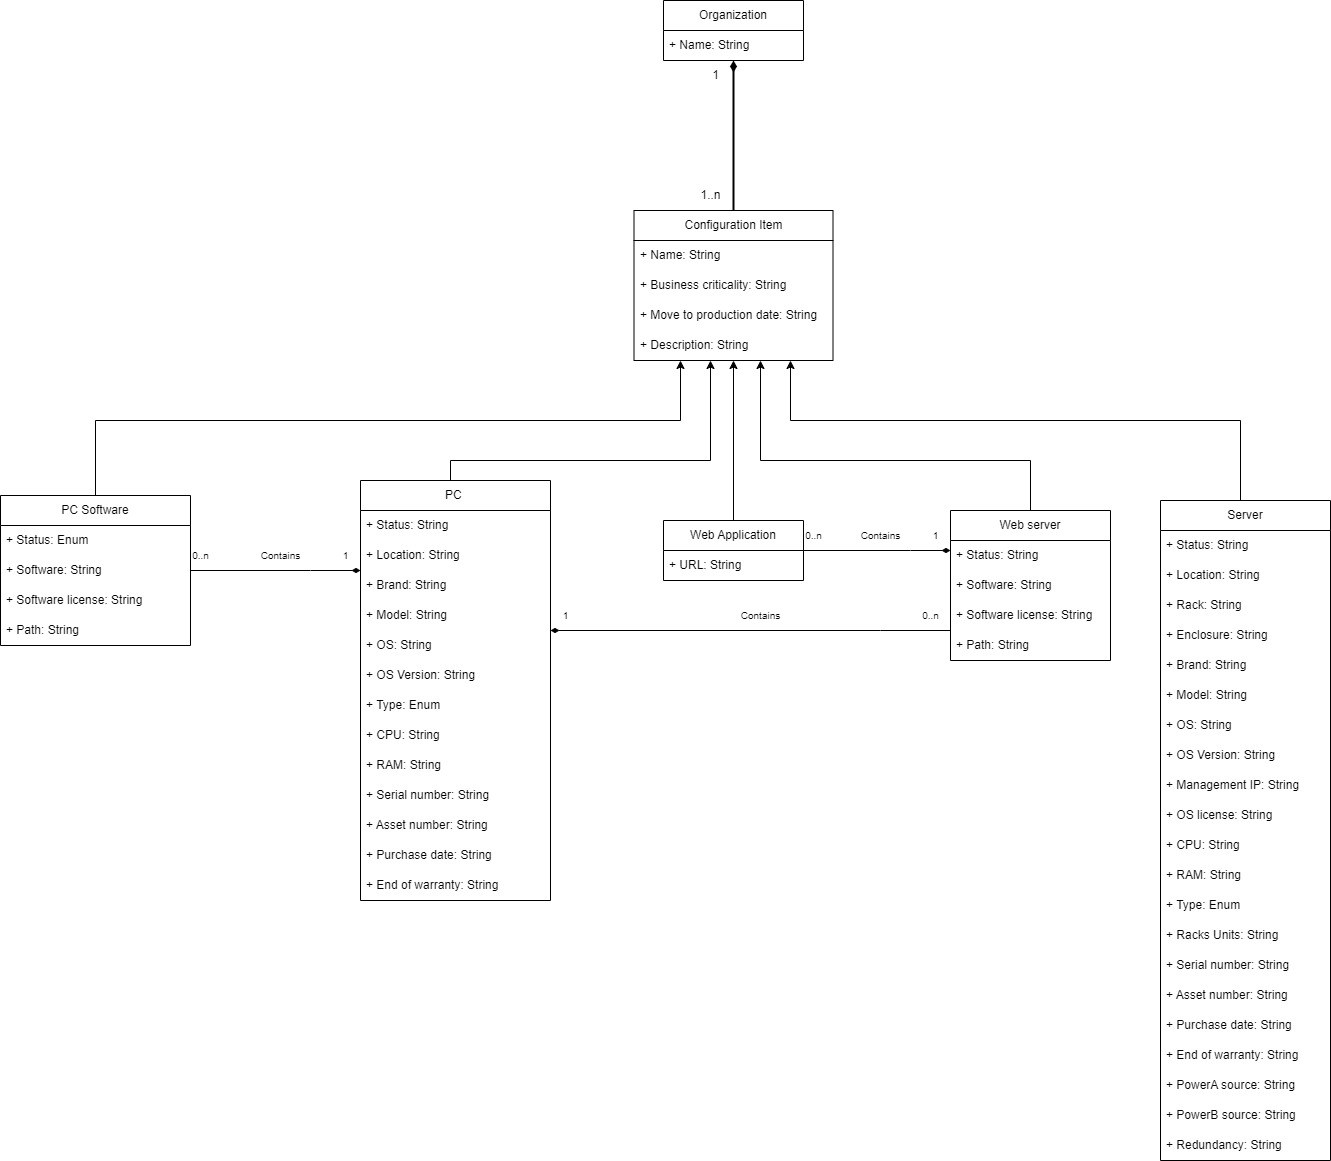 Organization
+ Name: String
1
1..n
Configuration Item
+ Name: String
+ Business criticality: String
+ Move to production date: String
+ Description: String
PC Software
+ Status: Enum
+ Software: String
+ Software license: String
+ Path: String
0..n
Contains
1
PC
+ Status: String
+ Location: String
+ Brand: String
+ Model: String
+ OS: String
+ OS Version: String
+ Type: Enum
+ CPU: String
+ RAM: String
+ Serial number: String
+ Asset number: String
+ Purchase date: String
+ End of warranty: String
Web Application
+ URL: String
0..n
Contains
1
1
Contains
0..n
Web server
+ Status: String
+ Software: String
+ Software license: String
+ Path: String
Server
+ Status: String
+ Location: String
+ Rack: String
+ Enclosure: String
+ Brand: String
+ Model: String
+ OS: String
+ OS Version: String
+ Management IP: String
+ OS license: String
+ CPU: String
+ RAM: String
+ Type: Enum
+ Racks Units: String
+ Serial number: String
+ Asset number: String
+ Purchase date: String
+ End of warranty: String
+ PowerA source: String
+ PowerB source: String
+ Redundancy: String